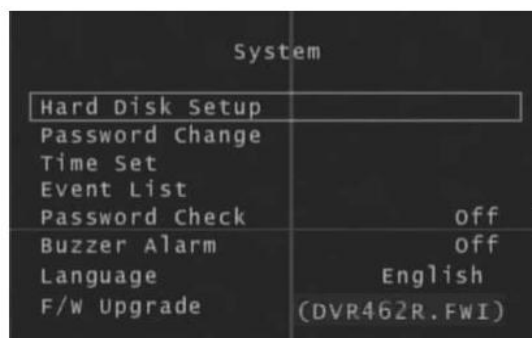 System
Hard Disk Setup
Password Change
Time Set
Event List
Password Check Off
Buzzer Alarm Off
Language English
F/W Upgrade (DVR462R.FWI)